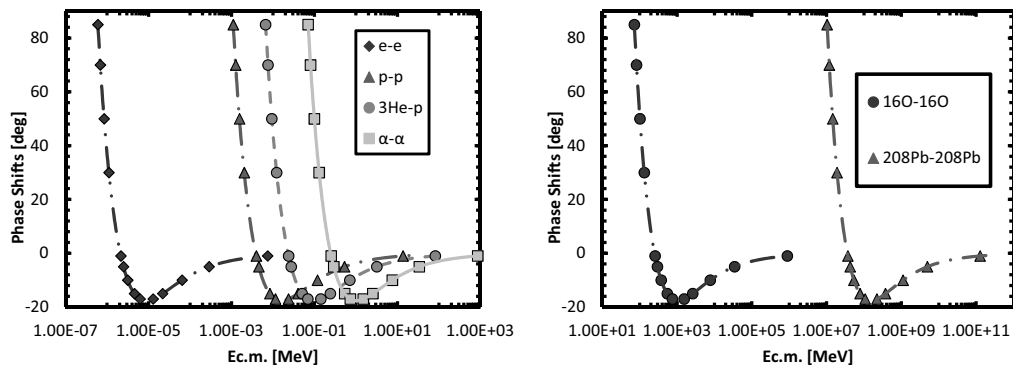 Phase Shifts [deg]
80
60
40
20
0
-20
e-e
p-p
3He-p
α-α
1.00E-07 1.00E-05 1.00E-03 1.00E-01 1.00E+01 1.00E+03
Ec.m. [MeV]
Phase Shifts [deg]
80
60
40
20
0
-20
16O-16O
208Pb-208Pb
1.00E+01 1.00E+03 1.00E+05 1.00E+07 1.00E+09 1.00E+11
Ec.m. [MeV]